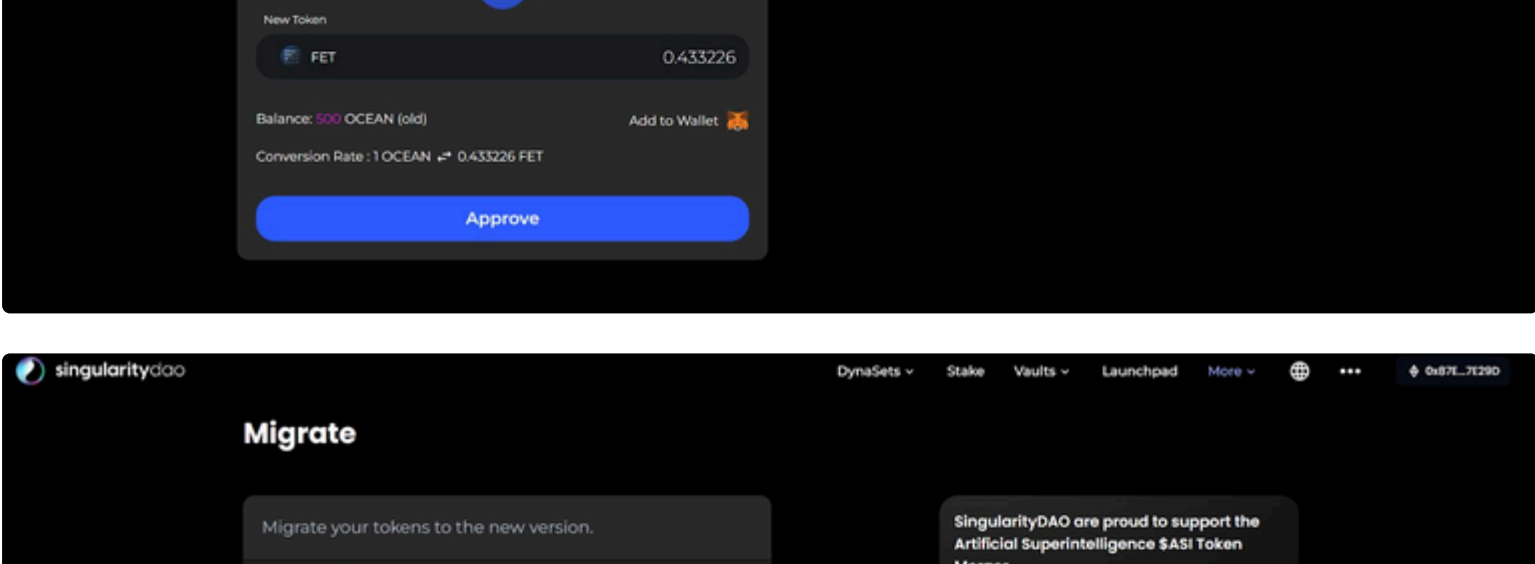 New Token
FET 0.433226
Balance: 500 OCEAN (old) Add to Wallet
Conversion Rate : 1 OCEAN ⇌ 0.433226 FET
Approve
singularitydao DynaSets Stake Vaults Launchpad More ••• 0x87E...7E29D
Migrate
Migrate your tokens to the new version.
SingularityDAO are proud to support the
Artificial Superintelligence $ASI Token